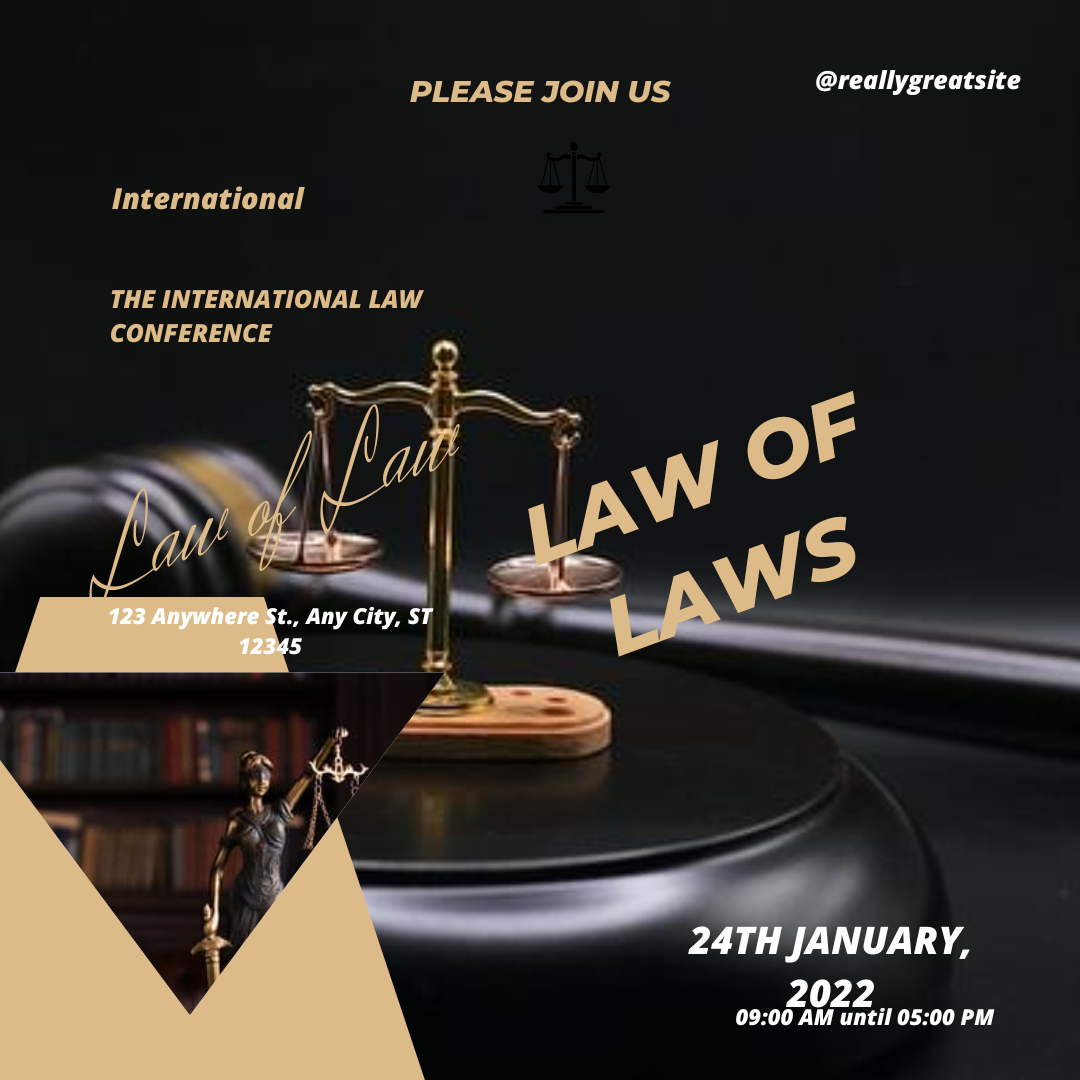 PLEASE JOIN US
@reallygreatsite
International
THE INTERNATIONAL LAW
CONFERENCE
Law of Law
LAW OF
LAWS
123 Anywhere St., Any City, ST
12345
24TH JANUARY,
2022
09:00 AM until 05:00 PM